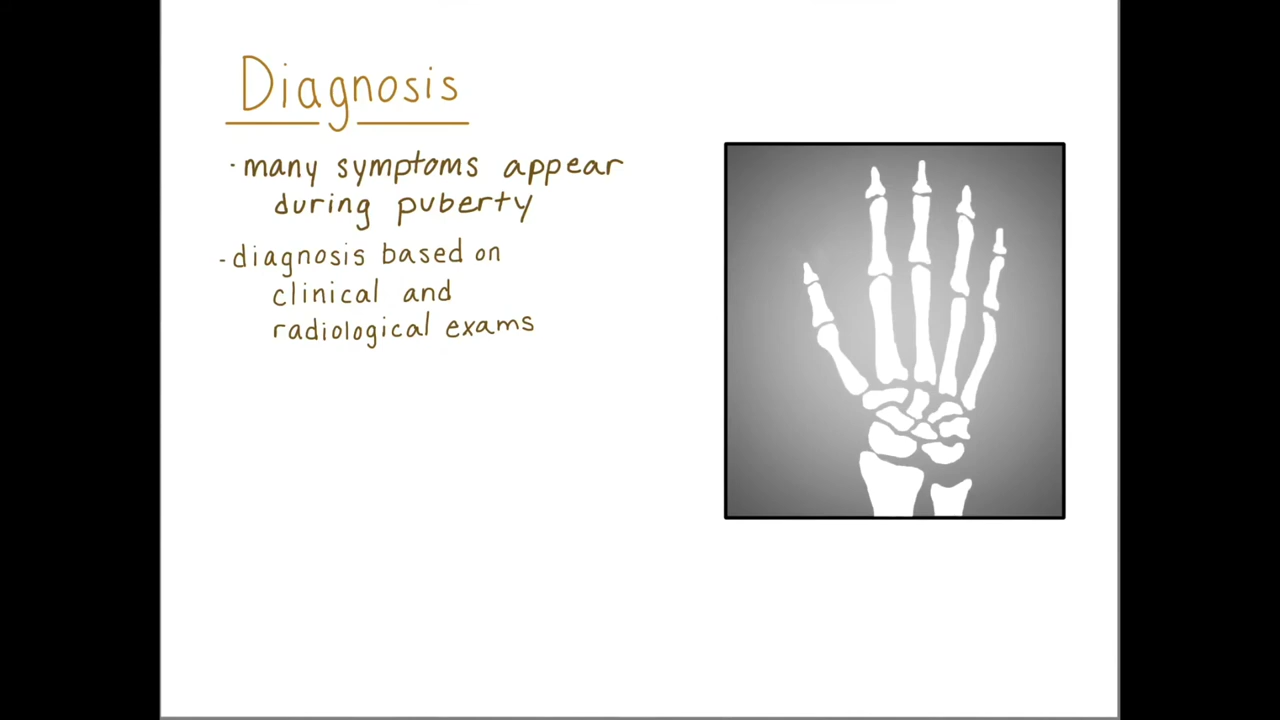 Diagnosis
·many symptoms appear
during puberty
-diagnosis based on
clinical and
radiological exams